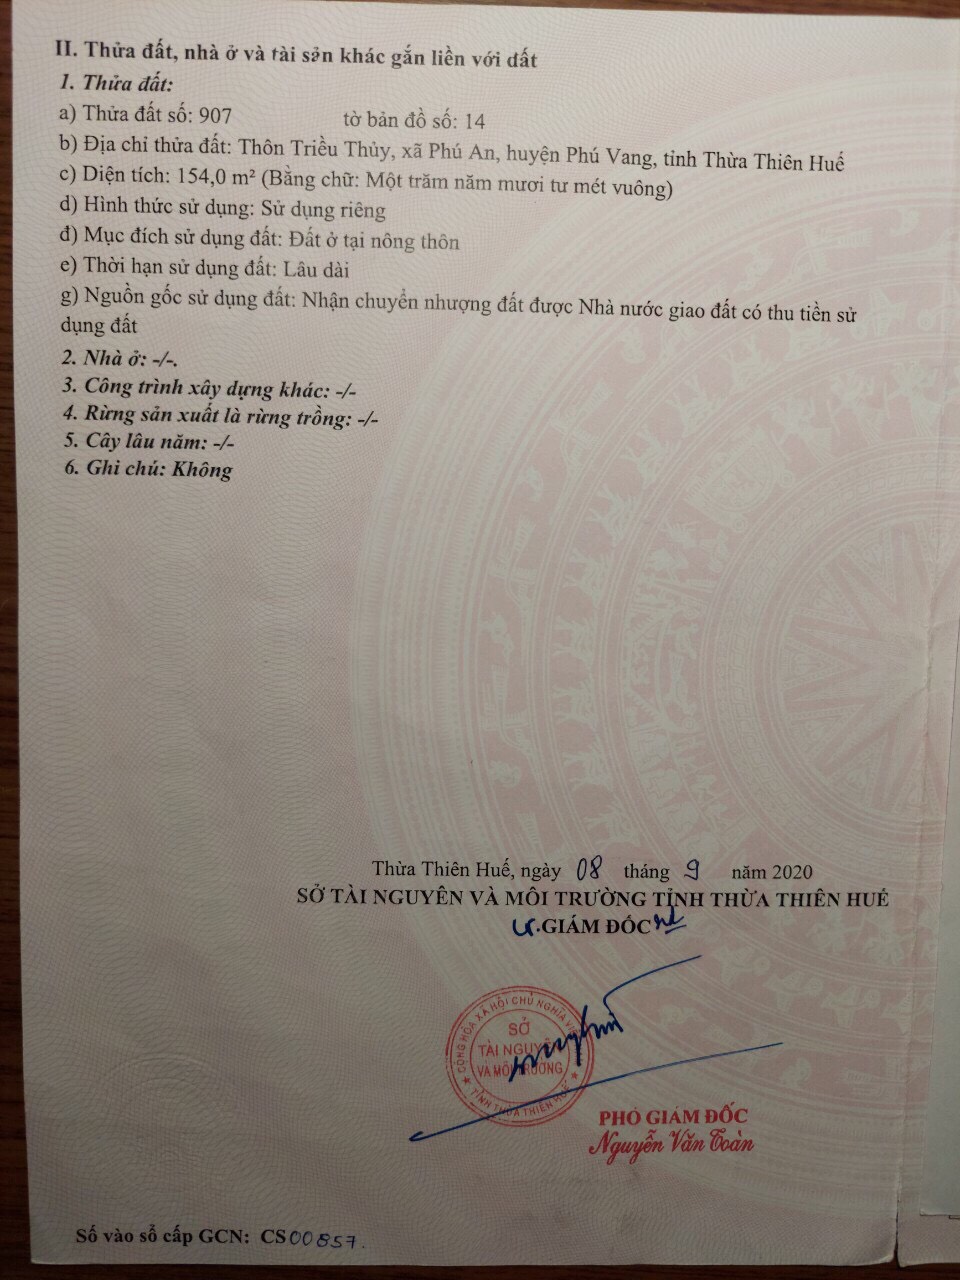 II. Thửa đất, nhà ở và tài sản khác gắn liền với đất
1. Thửa đất:
a) Thửa đất số: 907 tờ bản đồ số: 14
b) Địa chỉ thửa đất: Thôn Triều Thủy, xã Phú An, huyện Phú Vang, tỉnh Thừa Thiên Huế
c) Diện tích: 154,0 m² (Bằng chữ: Một trăm năm mươi tư mét vuông)
d) Hình thức sử dụng: Sử dụng riêng
đ) Mục đích sử dụng đất: Đất ở tại nông thôn
e) Thời hạn sử dụng đất: Lâu dài
g) Nguồn gốc sử dụng đất: Nhận chuyển nhượng đất được Nhà nước giao đất có thu tiền sử
dụng đất
2. Nhà ở: -/-.
3. Công trình xây dựng khác: -/-
4. Rừng sản xuất là rừng trồng: -/-
5. Cây lâu năm: -/-
6. Ghi chú: Không
Thừa Thiên Huế, ngày 08 tháng 9 năm 2020
SỞ TÀI NGUYÊN VÀ MÔI TRƯỜNG TỈNH THỪA THIÊN HUẾ
GIÁM ĐỐC
CỘNG HÒA XÃ HỘI CHỦ NGHĨA
SỞ
TÀI NGUYÊN
VÀ MÔI TRƯỜNG
TỈNH THỪA THIÊN HUẾ
PHÓ GIÁM ĐỐC
Nguyễn Văn Toàn
Số vào sổ cấp GCN: CS00857.